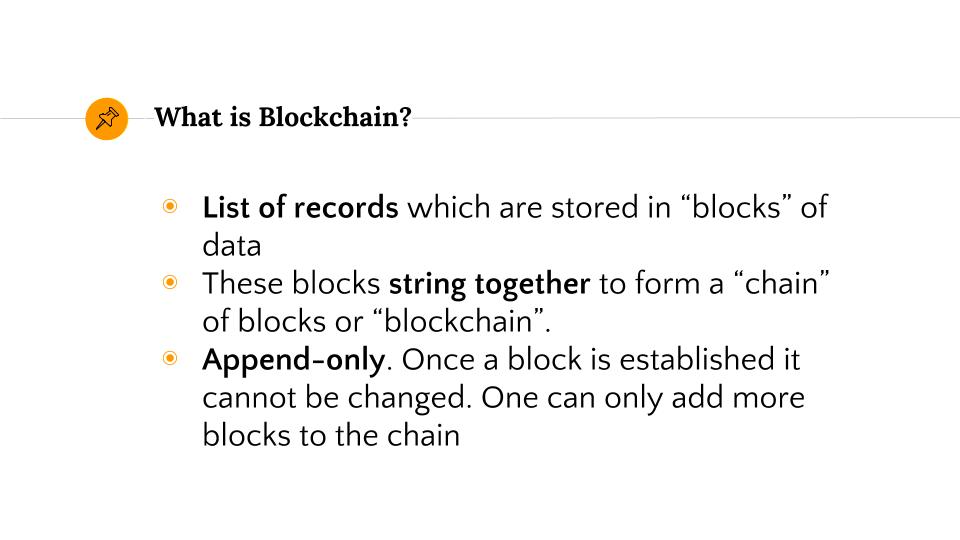 What is Blockchain?
List of records which are stored in “blocks” of
data
These blocks string together to form a “chain”
of blocks or “blockchain”.
Append-only. Once a block is established it
cannot be changed. One can only add more
blocks to the chain